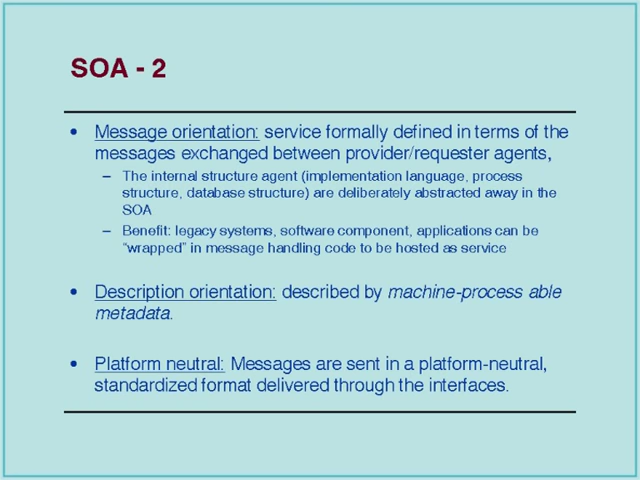 SOA - 2
• Message orientation: service formally defined in terms of the
messages exchanged between provider/requester agents,
– The internal structure agent (implementation language, process
structure, database structure) are deliberately abstracted away in the
SOA
– Benefit: legacy systems, software component, applications can be
“wrapped” in message handling code to be hosted as service
• Description orientation: described by machine-process able
metadata.
• Platform neutral: Messages are sent in a platform-neutral,
standardized format delivered through the interfaces.